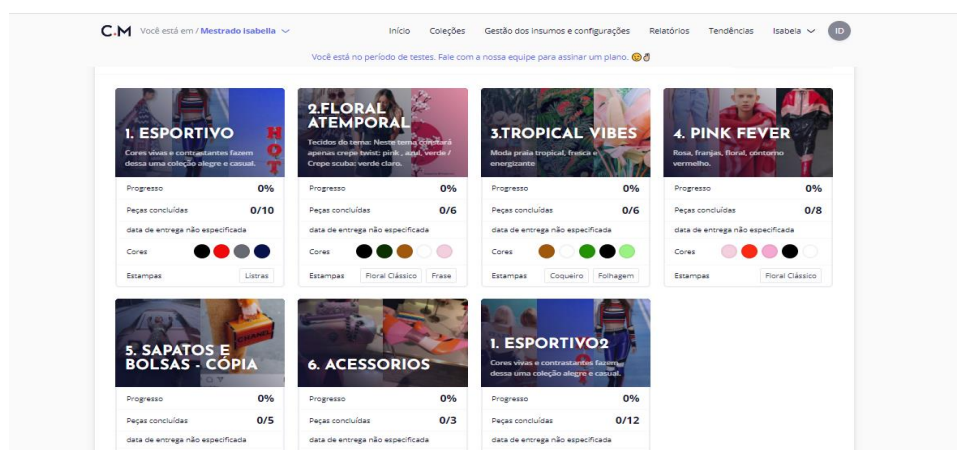 C.M Você está em / Mestrado Isabella Início Coleções Gestão dos insumos e configurações Relatórios Tendências Isabela ID
Você está no período de testes. Fale com a nossa equipe para assinar um plano.
1. ESPORTIVO
Cores vivas e contrastantes fazem
dessa uma coleção alegre e casual.
HOT
Progresso 0%
Peças concluídas 0/10
data de entrega não especificada
Cores
Estampas Listras
2.FLORAL
ATEMPORAL
Tecidos do tema: Neste tema constará
apenas crepe twist: pink , azul, verde /
Crepe scuba: verde claro.
Progresso 0%
Peças concluídas 0/6
data de entrega não especificada
Cores
Estampas Floral Clássico Frase
3.TROPICAL VIBES
Moda praia tropical, fresca e
energizante
Progresso 0%
Peças concluídas 0/6
data de entrega não especificada
Cores
Estampas Coqueiro Folhagem
4. PINK FEVER
Rosa, franjas, floral, contorno
vermelho.
Progresso 0%
Peças concluídas 0/8
data de entrega não especificada
Cores
Estampas Floral Clássico
5. SAPATOS E
BOLSAS - CÓPIA
CHANEL
Progresso 0%
Peças concluídas 0/5
data de entrega não especificada
6. ACESSORIOS
Progresso 0%
Peças concluídas 0/3
data de entrega não especificada
1. ESPORTIVO2
Cores vivas e contrastantes fazem
dessa uma coleção alegre e casual.
Progresso 0%
Peças concluídas 0/12
data de entrega não especificada